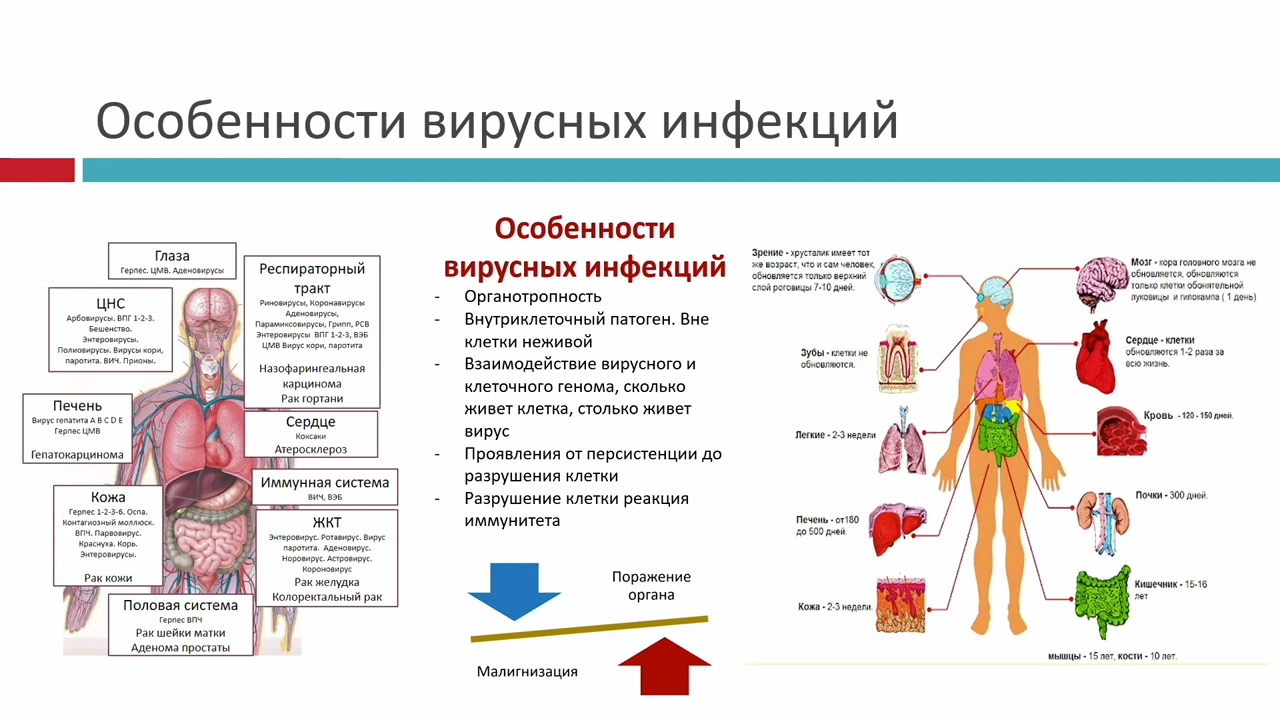 Особенности вирусных инфекций
Глаза
Герпес. ЦМВ. Аденовирусы
ЦНС
Арбовирусы. ВПГ 1-2-3.
Бешенство.
Энтеровирусы.
Полиовирусы. Вирусы кори,
паротита. ВИЧ. Прионы.
Печень
Вирус гепатита A B C D E
Герпес ЦМВ
Гепатокарцинома
Кожа
Герпес 1-2-3-6. Оспа.
Контагиозный моллюск.
ВПЧ. Парвовирус.
Краснуха. Корь.
Энтеровирусы.
Рак кожи
Половая система
Герпес ВПЧ
Рак шейки матки
Аденома простаты
Респираторный
тракт
Риновирусы, Коронавирусы
Аденовирусы,
Парамиксовирусы, Грипп, РСВ
Энтеровирусы ВПГ 1-2-3, ВЭБ
ЦМВ Вирус кори, паротита
Назофарингеальная
карцинома
Рак гортани
Сердце
Коксаки
Атеросклероз
Иммунная система
ВИЧ, ВЭБ
ЖКТ
Энтеровирус. Ротавирус. Вирус
паротита. Аденовирус.
Норовирус. Астровирус.
Короновирус
Рак желудка
Колоректальный рак
Особенности
вирусных инфекций
- Органотропность
- Внутриклеточный патоген. Вне
клетки неживой
- Взаимодействие вирусного и
клеточного генома, сколько
живет клетка, столько живет
вирус
- Проявления от персистенции до
разрушения клетки
- Разрушение клетки реакция
иммунитета
Поражение
органа
Малигнизация
Зрение - хрусталик имеет тот
же возраст, что и сам человек,
обновляется только верхний
слой роговицы 7-10 дней.
Зубы - клетки не
обновляются.
Легкие - 2-3 недели
Печень - от180
до 500 дней.
Кожа - 2-3 недели.
Мозг - кора головного мозга не
обновляется, обновляются
только клетки обонятельной
луковицы и гипокампа ( 1 день)
Сердце - клетки
обновляются 1-2 раза за
всю жизнь.
Кровь - 120 - 150 дней.
Почки - 300 дней.
Кишечник - 15-16
лет
мышцы - 15 лет, кости - 10 лет.